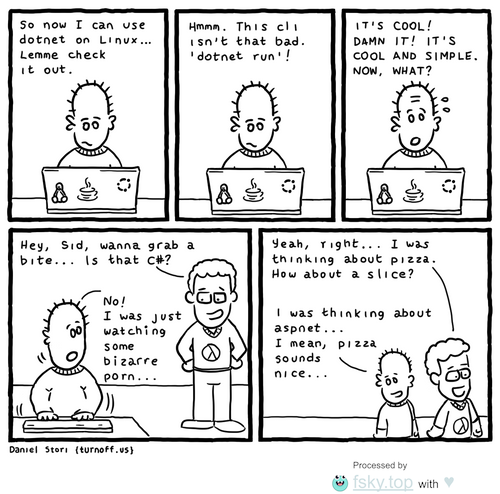 So now I can use
dotnet on Linux...
Lemme check
it out.
Hmmm. This cli
isn't that bad.
'dotnet run'!
IT'S COOL!
DAMN IT! IT'S
COOL AND SIMPLE.
NOW, WHAT?
Hey, Sid, wanna grab a
bite... Is that C#?
No!
I was just
watching
some
bizarre
porn...
λ
Yeah, right... I was
thinking about pizza.
How about a slice?
I was thinking about
aspnet...
I mean, pizza
sounds
nice...
λ
Daniel Stori {turnoff.us}
Processed by
fsky.top with ♥